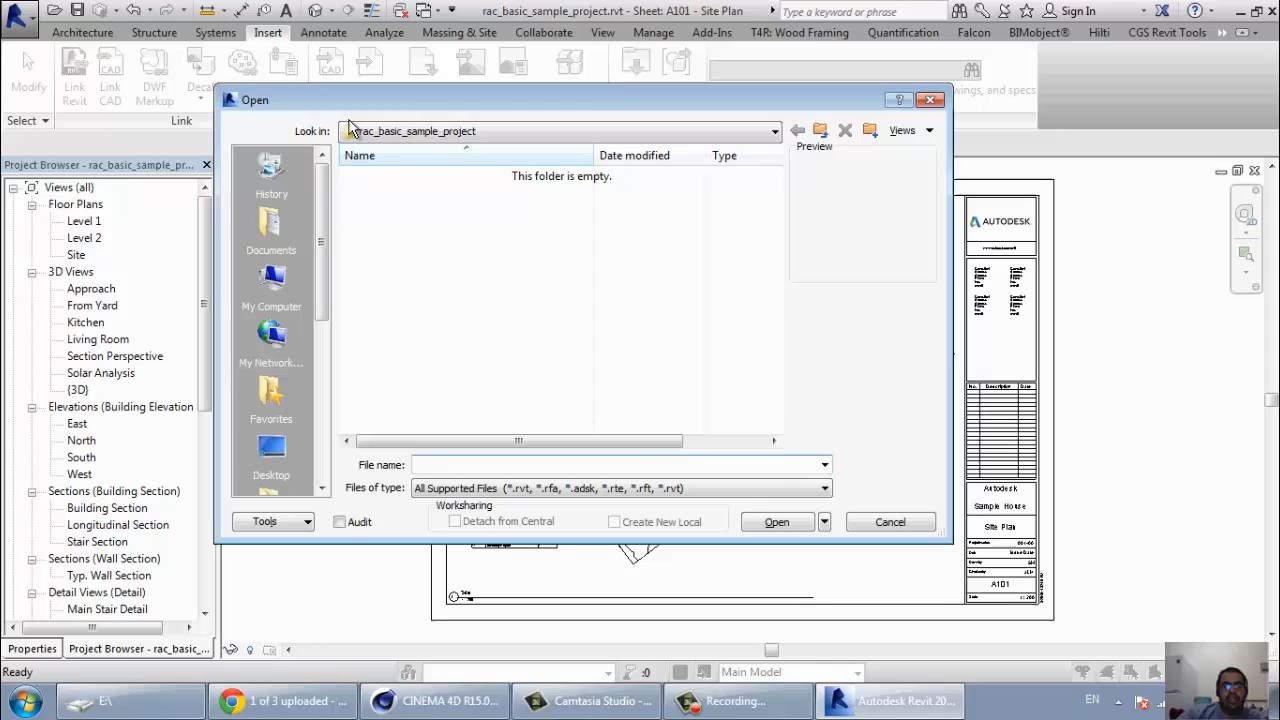 rac_basic_sample_project.rvt - Sheet: A101 - Site Plan
Type a keyword or phrase
Sign In
Architecture Structure Systems Insert Annotate Analyze Massing & Site Collaborate View Manage Add-Ins T4R: Wood Framing Quantification Falcon BIMobject® Hilti CGS Revit Tools
Modify
Link Revit
Link CAD
DWF Markup
Decal
ings, and specs
Select
Link
Project Browser - rac_basic_sample_pr...
Views (all)
Floor Plans
Level 1
Level 2
Site
3D Views
Approach
From Yard
Kitchen
Living Room
Section Perspective
Solar Analysis
{3D}
Elevations (Building Elevation
East
North
South
West
Sections (Building Section)
Building Section
Longitudinal Section
Stair Section
Sections (Wall Section)
Typ. Wall Section
Detail Views (Detail)
Main Stair Detail
Properties
Project Browser - rac_basic_...
Open
Look in:
rac_basic_sample_project
Views
Name Date modified Type
Preview
This folder is empty.
History
Documents
My Computer
My Network...
Favorites
Desktop
File name:
Files of type:
All Supported Files (*.rvt, *.rfa, *.adsk, *.rte, *.rft, *.rvt)
Worksharing
Tools
Audit
Detach from Central
Create New Local
Open
Cancel
AUTODESK
No. Description Date
Autodesk
Sample House
Site Plan
A101
Ready
:0
Main Model
E:\
1 of 3 uploaded - ...
CINEMA 4D R15.0...
Camtasia Studio - ...
Recording...
Autodesk Revit 20...
EN